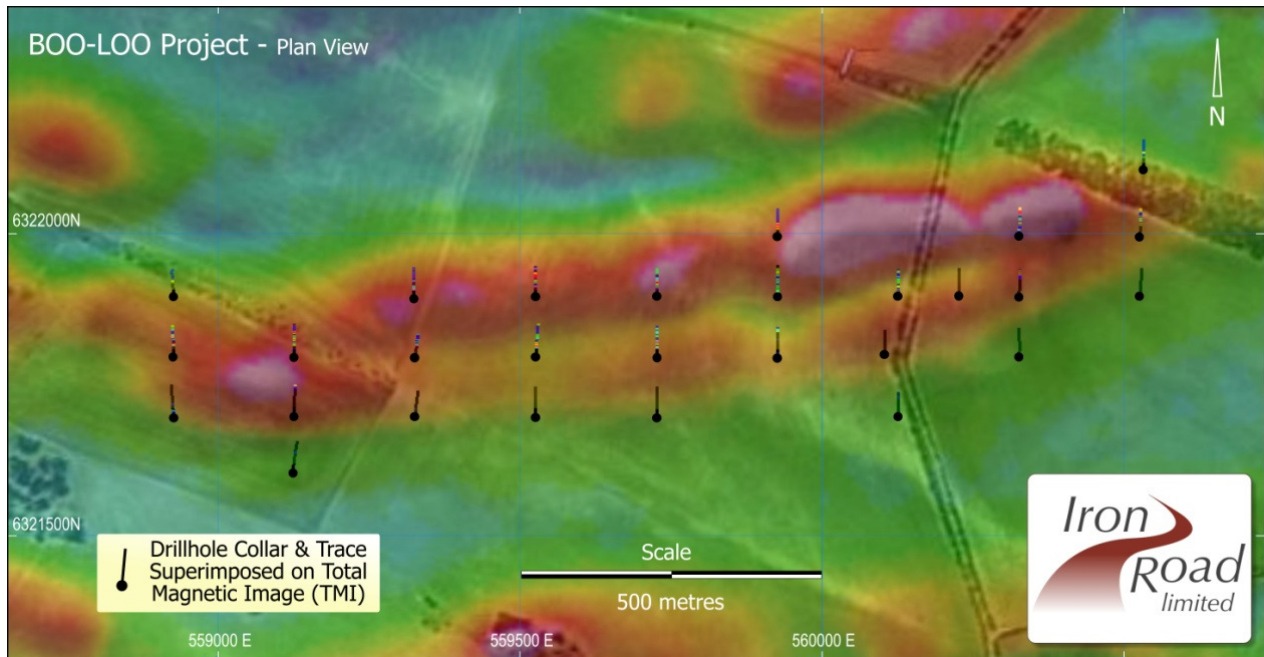 BOO-LOO Project - Plan View
N
6322000N
6321500N
Drillhole Collar & Trace
Superimposed on Total
Magnetic Image (TMI)
Scale
500 metres
Iron
Road
limited
559000 E
559500 E
560000 E